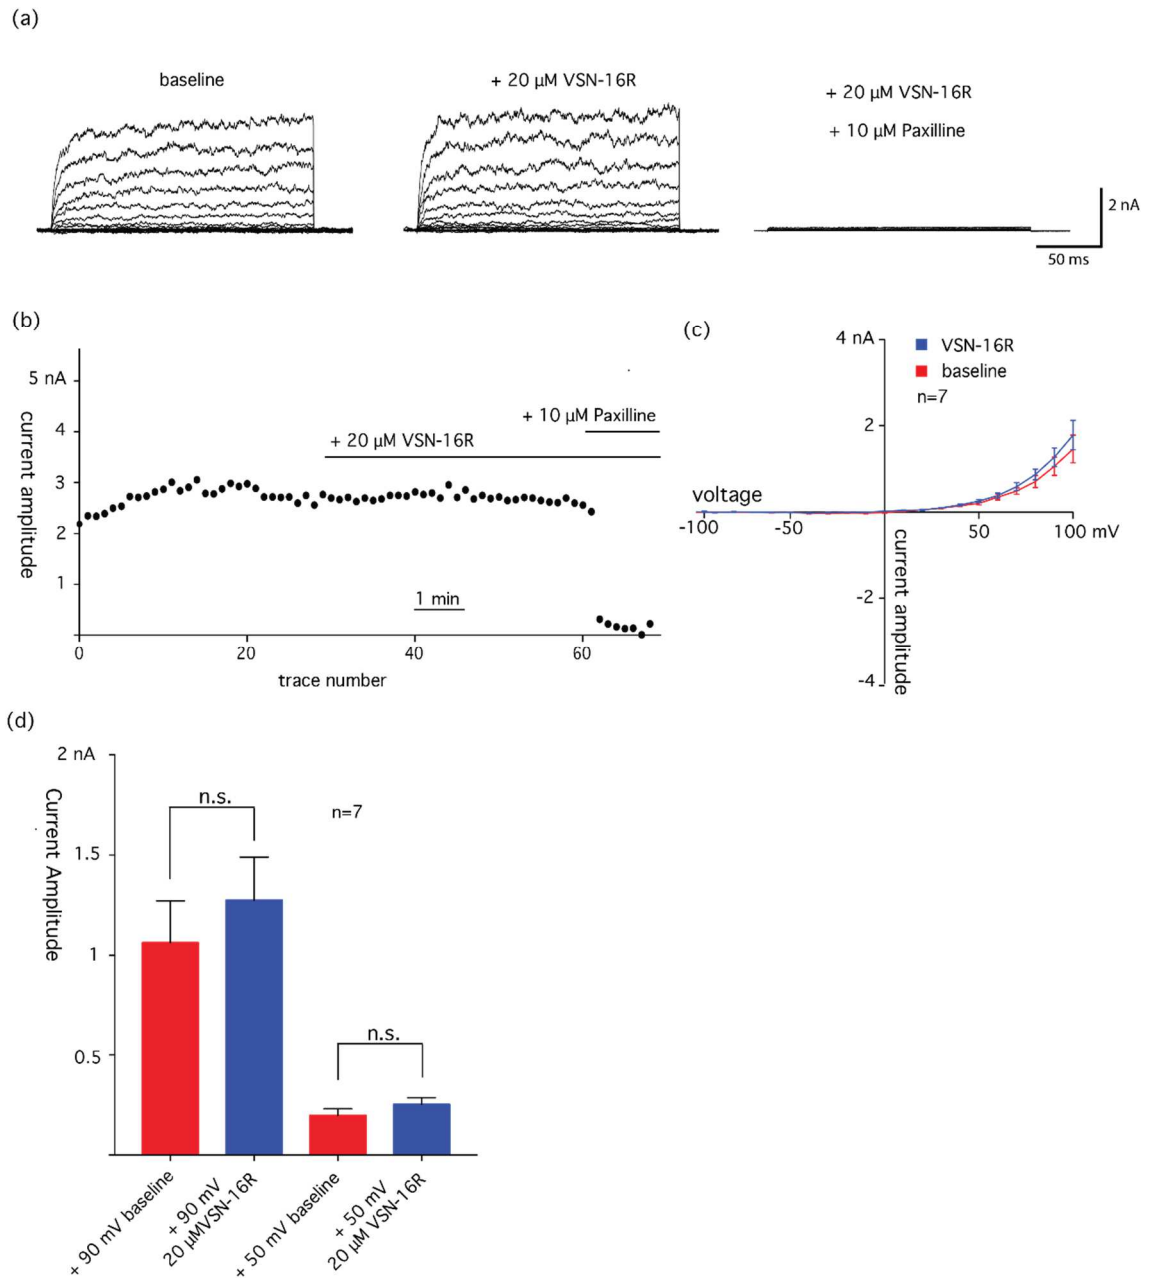 (a)
baseline
+ 20 µM VSN-16R
+ 20 µM VSN-16R
+ 10 µM Paxilline
2 nA
50 ms
(b)
5 nA
4
3
2
1
current amplitude
+ 10 µM Paxilline
+ 20 µM VSN-16R
1 min
0
20
40
60
trace number
(c)
4 nA
2
-2
-4
VSN-16R
baseline
n=7
voltage
-100
-50
50
100 mV
current amplitude
(d)
2 nA
1.5
1
0.5
Current Amplitude
n.s.
n=7
n.s.
+ 90 mV baseline
+ 90 mV
20 µMVSN-16R
+ 50 mV baseline
+ 50 mV
20 µM VSN-16R